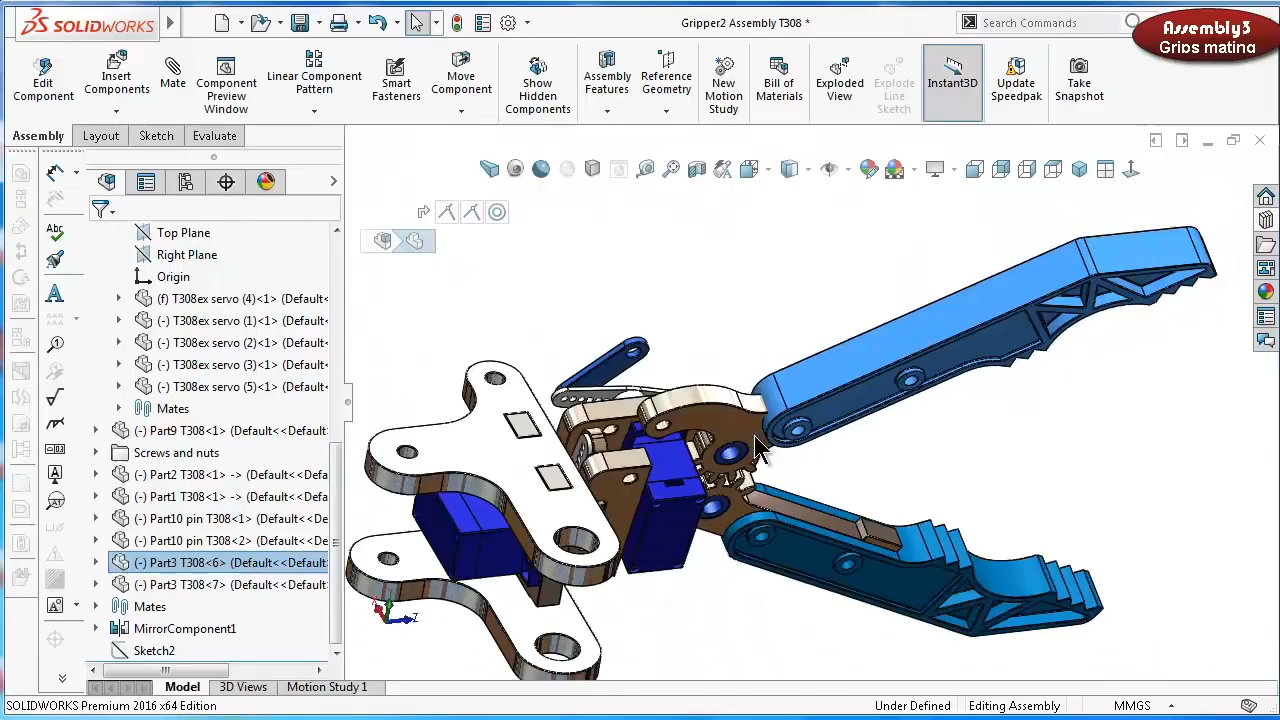 SOLIDWORKS
Gripper2 Assembly T308 *
Search Commands
Assembly3
Grips matina
Edit Component
Insert Components
Mate
Component Preview Window
Linear Component Pattern
Smart Fasteners
Move Component
Show Hidden Components
Assembly Features
Reference Geometry
New Motion Study
Bill of Materials
Exploded View
Explode Line Sketch
Instant3D
Update Speedpak
Take Snapshot
Assembly
Layout
Sketch
Evaluate
Top Plane
Right Plane
Origin
(f) T308ex servo (4)<1> (Default<
(-) T308ex servo (1)<1> (Default<
(-) T308ex servo (2)<1> (Default<
(-) T308ex servo (3)<1> (Default<
(-) T308ex servo (5)<1> (Default<
Mates
(-) Part9 T308<1> (Default<<Defa
Screws and nuts
(-) Part2 T308<1> -> (Default<<D
(-) Part1 T308<1> -> (Default<<D
(-) Part10 pin T308<1> (Default<<
(-) Part10 pin T308<2> (Default<<
(-) Part3 T308<6> (Default<<Defa
(-) Part3 T308<7> (Default<<Defa
Mates
MirrorComponent1
Sketch2
Z
Model
3D Views
Motion Study 1
SOLIDWORKS Premium 2016 x64 Edition
Under Defined
Editing Assembly
MMGS